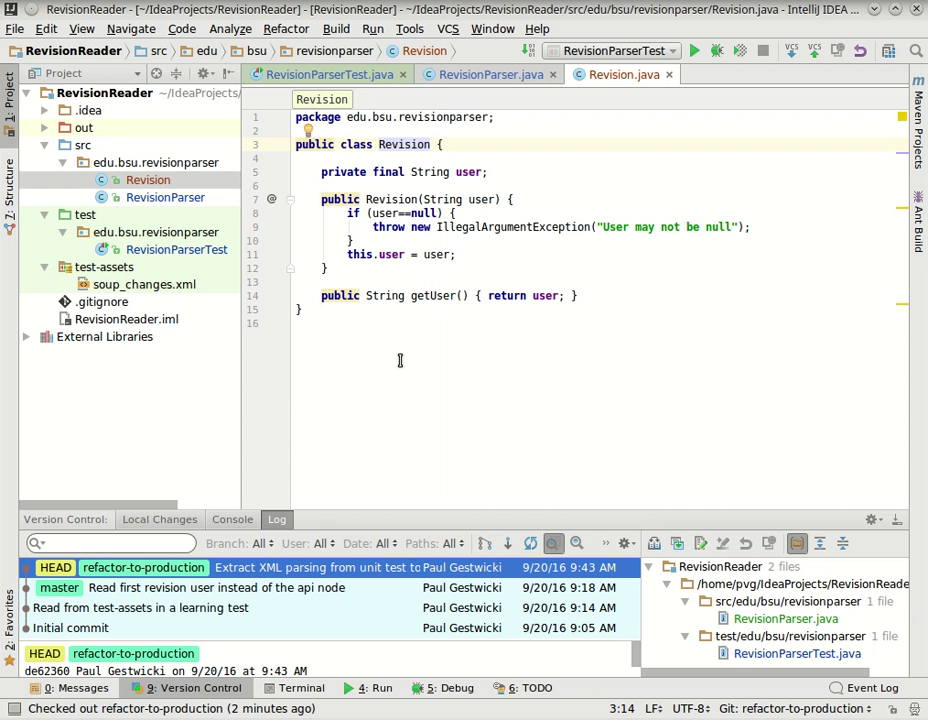 RevisionReader - [~/IdeaProjects/RevisionReader] - [RevisionReader] - ~/IdeaProjects/RevisionReader/src/edu/bsu/revisionparser/Revision.java - IntelliJ IDEA ...
File Edit View Navigate Code Analyze Refactor Build Run Tools VCS Window Help
RevisionReader src edu bsu revisionparser Revision RevisionParserTest VCS VCS
Project RevisionParserTest.java RevisionParser.java Revision.java
1: Project
7: Structure
2: Favorites
RevisionReader ~/IdeaProjects/
.idea
out
src
edu.bsu.revisionparser
Revision
RevisionParser
test
edu.bsu.revisionparser
RevisionParserTest
test-assets
soup_changes.xml
.gitignore
RevisionReader.iml
External Libraries
Revision
1 package edu.bsu.revisionparser;
2
3 public class Revision {
4
5 private final String user;
6
7 @ public Revision(String user) {
8 if (user==null) {
9 throw new IllegalArgumentException("User may not be null");
10 }
11 this.user = user;
12 }
13
14 public String getUser() { return user; }
15 }
16
Maven Projects
Ant Build
Version Control: Local Changes Console Log
Branch: All User: All Date: All Paths: All
HEAD refactor-to-production Extract XML parsing from unit test to Paul Gestwicki 9/20/16 9:43 AM
master Read first revision user instead of the api node Paul Gestwicki 9/20/16 9:18 AM
Read from test-assets in a learning test Paul Gestwicki 9/20/16 9:14 AM
Initial commit Paul Gestwicki 9/20/16 9:05 AM
HEAD refactor-to-production
de62360 Paul Gestwicki on 9/20/16 at 9:43 AM
RevisionReader 2 files
/home/pvg/IdeaProjects/RevisionReade
src/edu/bsu/revisionparser 1 file
RevisionParser.java
test/edu/bsu/revisionparser 1 file
RevisionParserTest.java
0: Messages 9: Version Control Terminal 4: Run 5: Debug 6: TODO Event Log
Checked out refactor-to-production (2 minutes ago) 3:14 LF UTF-8 Git: refactor-to-production